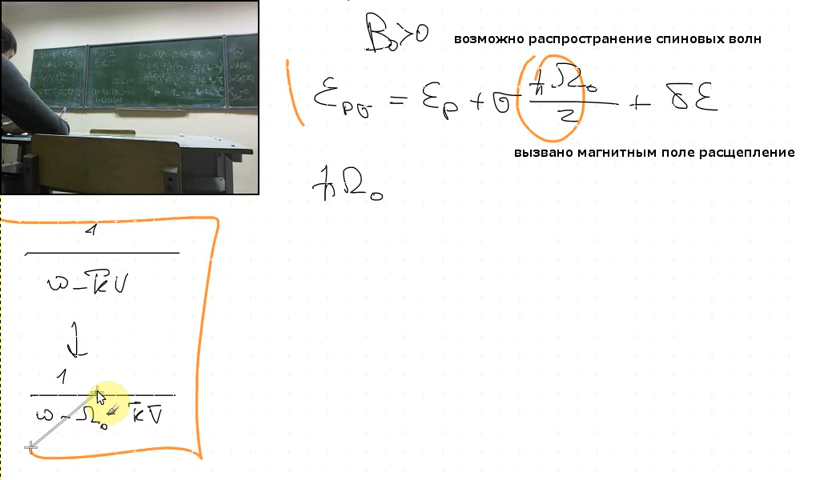 B₀>0
возможно распространение спиновых волн
ε_pσ = ε_p + σ ħΩ₀/2 + δε
вызвано магнитным поле расщепление
ħΩ₀
1
ω – k̄v
↓
1
ω – Ω₀ - k̄v̄